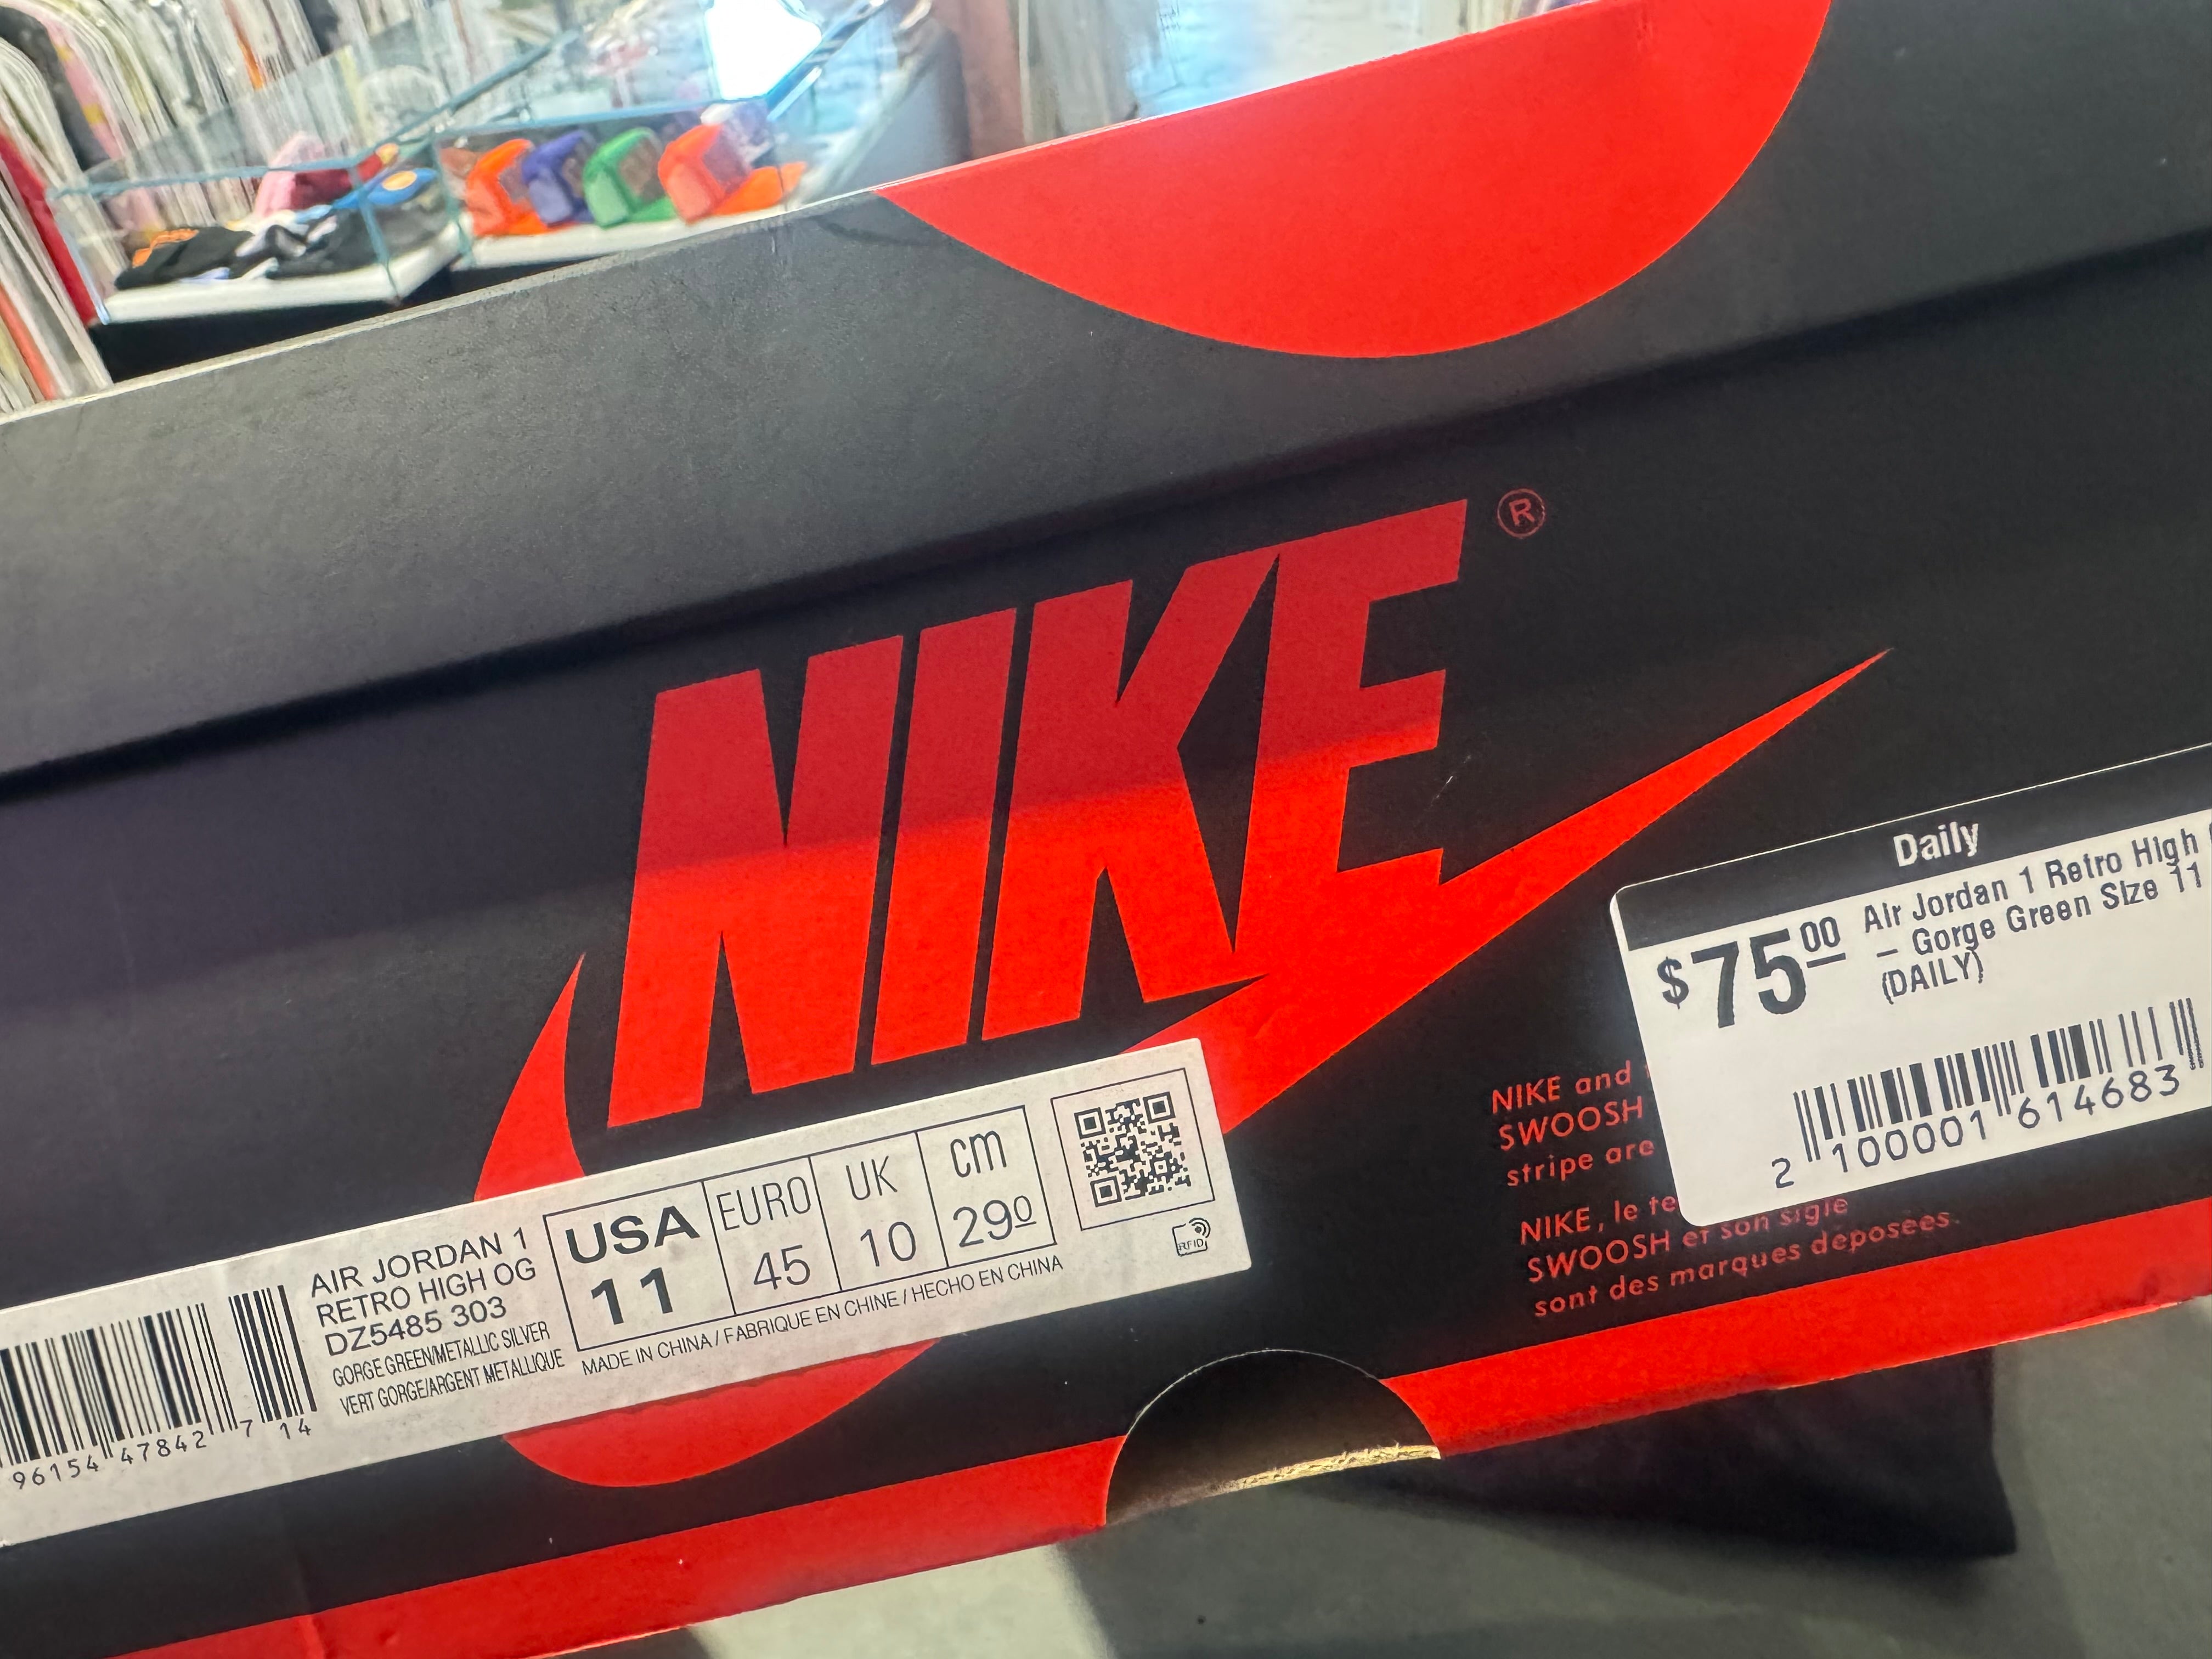 NIKE®
Daily
$75.00
Air Jordan 1 Retro High
– Gorge Green Size 11
(DAILY)
2 100001 614683
NIKE and
SWOOSH
stripe are
NIKE, le te
SWOOSH et son sigle
sont des marques déposées.
AIR JORDAN 1
RETRO HIGH OG
DZ5485 303
GORGE GREEN/METALLIC SILVER
VERT GORGE/ARGENT METALLIQUE
USA
11
EURO
45
UK
10
cm
290
RFID
MADE IN CHINA / FABRIQUE EN CHINE / HECHO EN CHINA
96154 47842 7 14